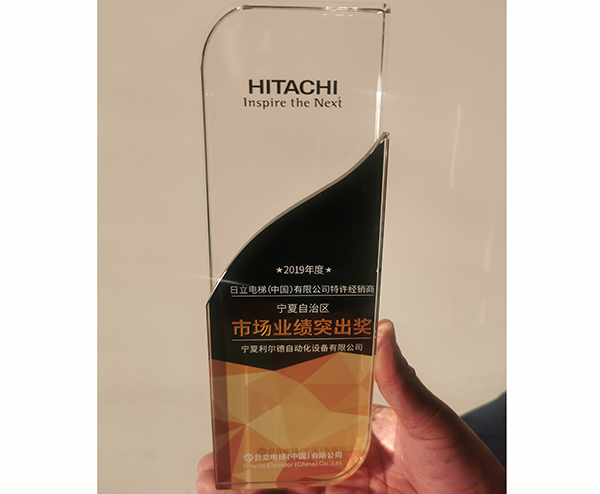 HITACHI
Inspire the Next
★2019年度★
日立电梯(中国)有限公司特许经销商
宁夏自治区
市场业绩突出奖
宁夏利尔德自动化设备有限公司
日立电梯(中国)有限公司
Hitachi Elevator (China) Co.,Ltd.